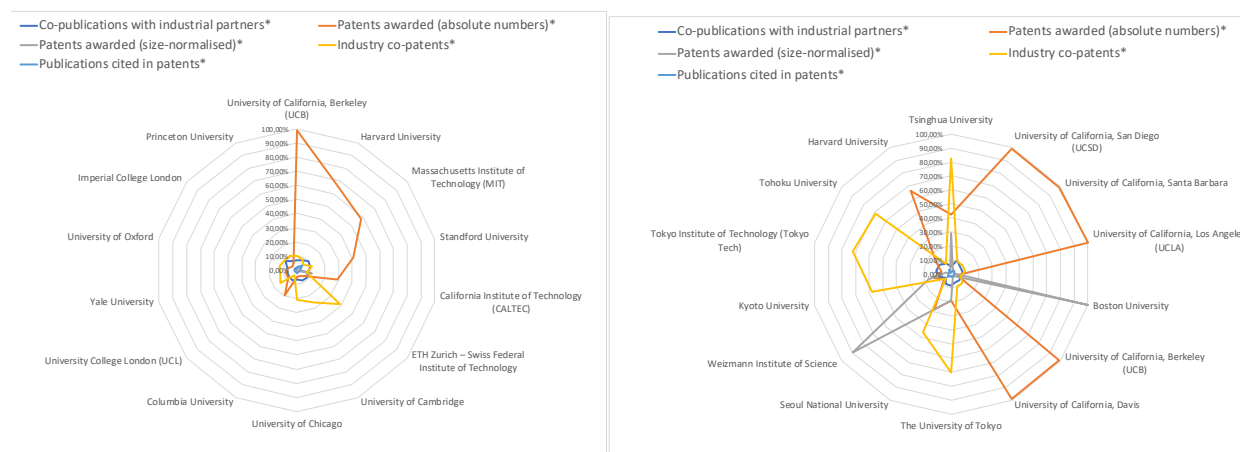 Co-publications with industrial partners*
Patents awarded (absolute numbers)*
Patents awarded (size-normalised)*
Industry co-patents*
Publications cited in patents*
University of California, Berkeley
(UCB)
Harvard University
Massachusetts Institute of
Technology (MIT)
Standford University
California Institute of Technology
(CALTEC)
ETH Zurich – Swiss Federal
Institute of Technology
University of Cambridge
University of Chicago
Columbia University
University College London (UCL)
Yale University
University of Oxford
Imperial College London
Princeton University
100,00%
90,00%
80,00%
70,00%
60,00%
50,00%
40,00%
30,00%
20,00%
10,00%
0,00%
Co-publications with industrial partners*
Patents awarded (absolute numbers)*
Patents awarded (size-normalised)*
Industry co-patents*
Publications cited in patents*
Tsinghua University
University of California, San Diego
(UCSD)
University of California, Santa Barbara
University of California, Los Angeles
(UCLA)
Boston University
University of California, Berkeley
(UCB)
University of California, Davis
The University of Tokyo
Seoul National University
Weizmann Institute of Science
Kyoto University
Tokyo Institute of Technology (Tokyo
Tech)
Tohoku University
Harvard University
100,00%
90,00%
80,00%
70,00%
60,00%
50,00%
40,00%
30,00%
20,00%
10,00%
0,00%